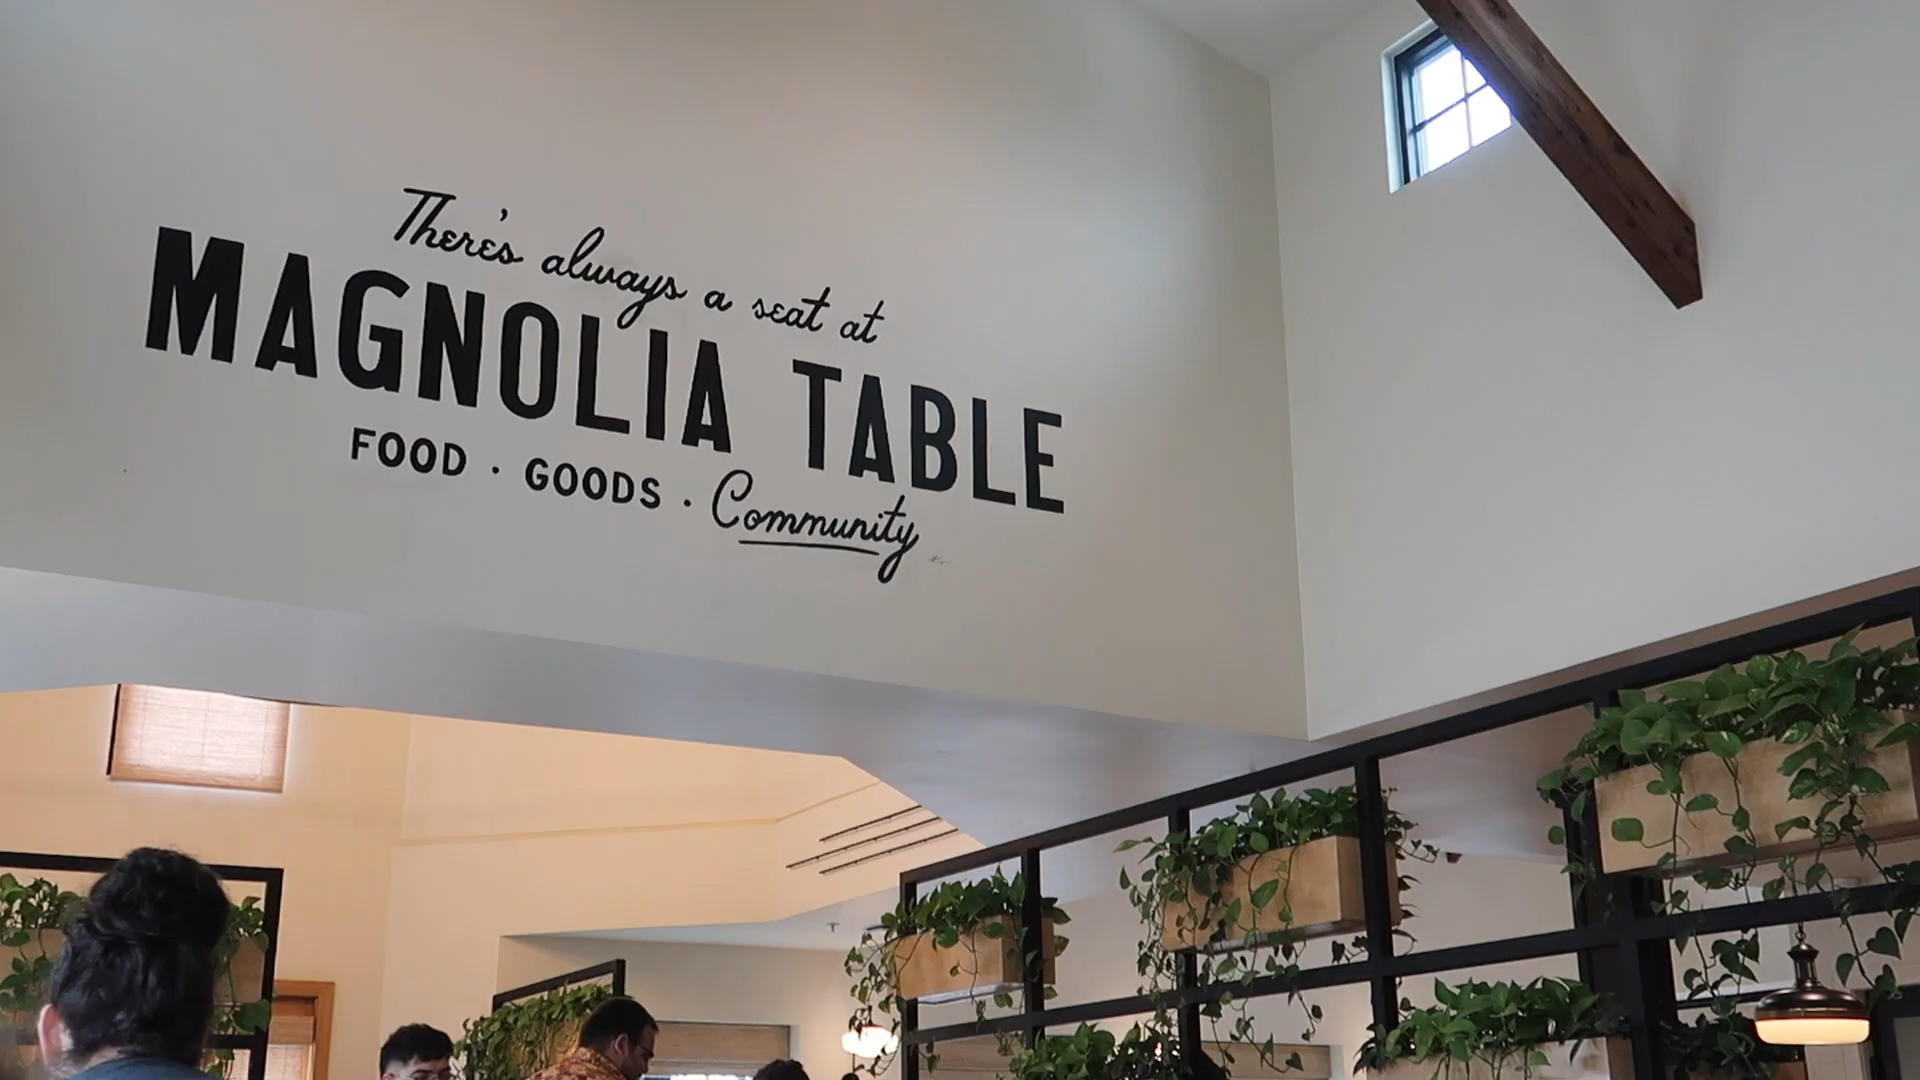 There's always a seat at
MAGNOLIA TABLE
FOOD · GOODS · Community